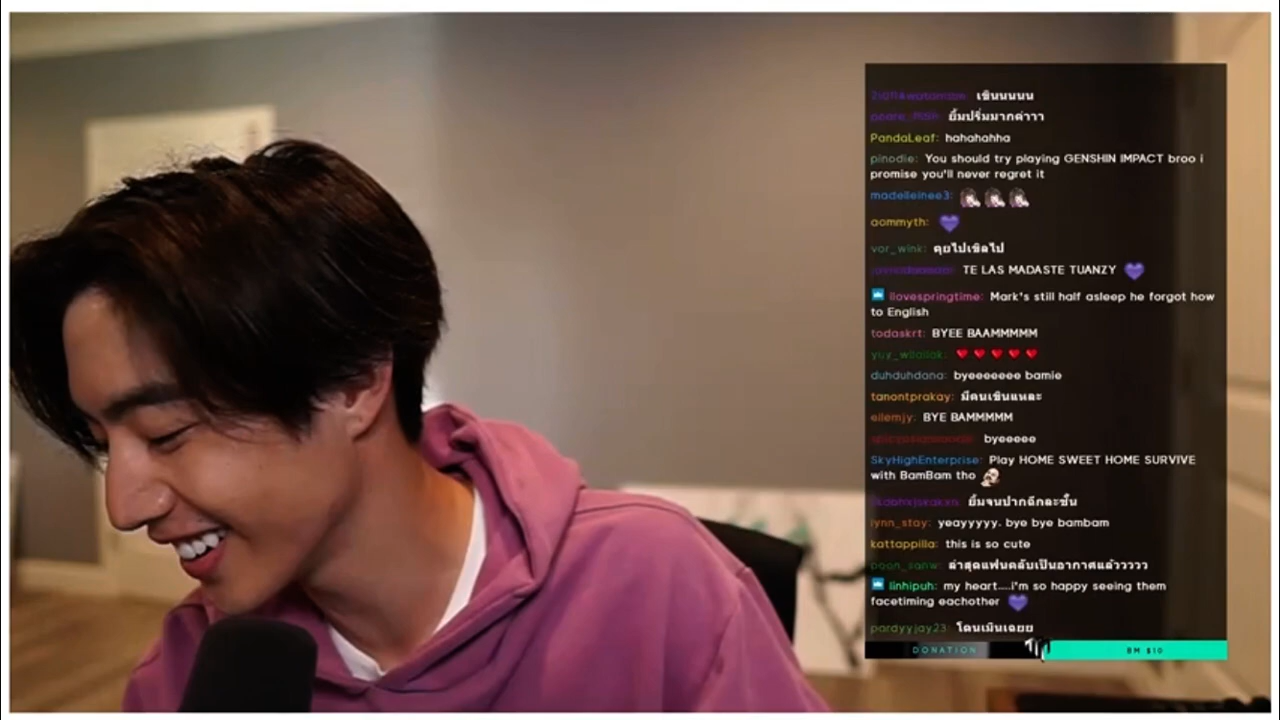 เขินนนนน
ยิ้มปริ่มมากค่าาา
PandaLeaf: hahahahha
pinodie: You should try playing GENSHIN IMPACT broo i
promise you'll never regret it
madelleinee3:
aommyth:
var_wink: คุยไปเขิลไป
TE LAS MADASTE TUANZY
ilovespringtime: Mark's still half asleep he forgot how
to English
todaskrt: BYEE BAAMMMMM
duhduhdana: byeeeeeee bamie
tanontprakay: มีคนเขินแหละ
ellemjy: BYE BAMMMMM
byeeeee
SkyHighEnterprise: Play HOME SWEET HOME SURVIVE
with BamBam tho
ยิ้มจนปากฉีกละชั้น
iynn_stay: yeayyyyy. bye bye bambam
kattappilla: this is so cute
poon_sanw: ล่าสุดแฟนคลับเป็นอากาศแล้ววววว
linhipuh: my heart....i'm so happy seeing them
facetiming eachother
pardyyjay23: โดนเมินเฉยย
DONATION
BM $10